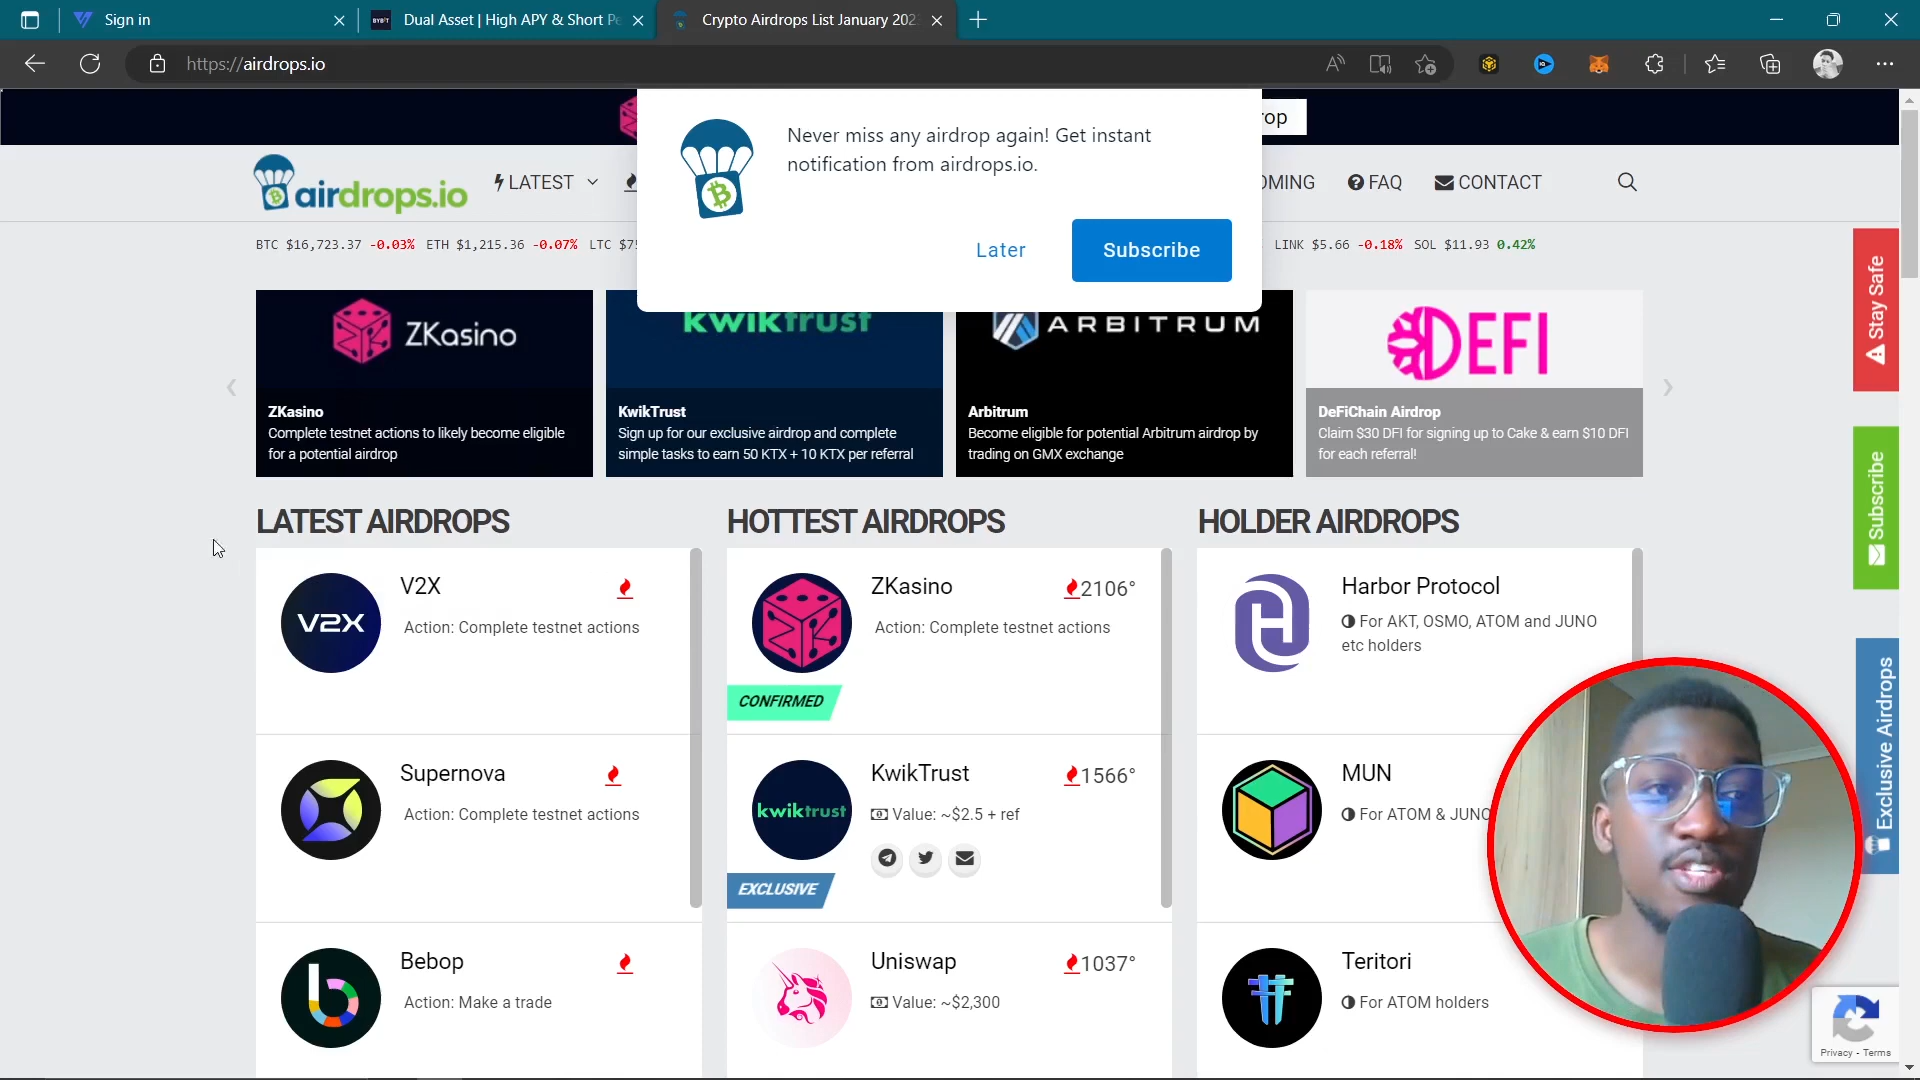 Sign in
Dual Asset | High APY & Short Pe
Crypto Airdrops List January 202
https://airdrops.io
Never miss any airdrop again! Get instant
notification from airdrops.io.
Later
Subscribe
airdrops.io
LATEST
FAQ
CONTACT
BTC $16,723.37 -0.03% ETH $1,215.36 -0.07% LTC $7
LINK $5.66 -0.18% SOL $11.93 0.42%
ZKasino
kwiktrust
ARBITRUM
DEFI
ZKasino
Complete testnet actions to likely become eligible
for a potential airdrop
KwikTrust
Sign up for our exclusive airdrop and complete
simple tasks to earn 50 KTX + 10 KTX per referral
Arbitrum
Become eligible for potential Arbitrum airdrop by
trading on GMX exchange
DeFiChain Airdrop
Claim $30 DFI for signing up to Cake & earn $10 DFI
for each referral!
Stay Safe
Subscribe
Exclusive Airdrops
LATEST AIRDROPS
V2X
V2X
Action: Complete testnet actions
Supernova
Action: Complete testnet actions
Bebop
Action: Make a trade
HOTTEST AIRDROPS
ZKasino
2106°
Action: Complete testnet actions
CONFIRMED
kwiktrust
KwikTrust
1566°
Value: ~$2.5 + ref
EXCLUSIVE
Uniswap
1037°
Value: ~$2,300
HOLDER AIRDROPS
Harbor Protocol
For AKT, OSMO, ATOM and JUNO
etc holders
MUN
For ATOM & JUNO
Teritori
For ATOM holders
Privacy - Terms